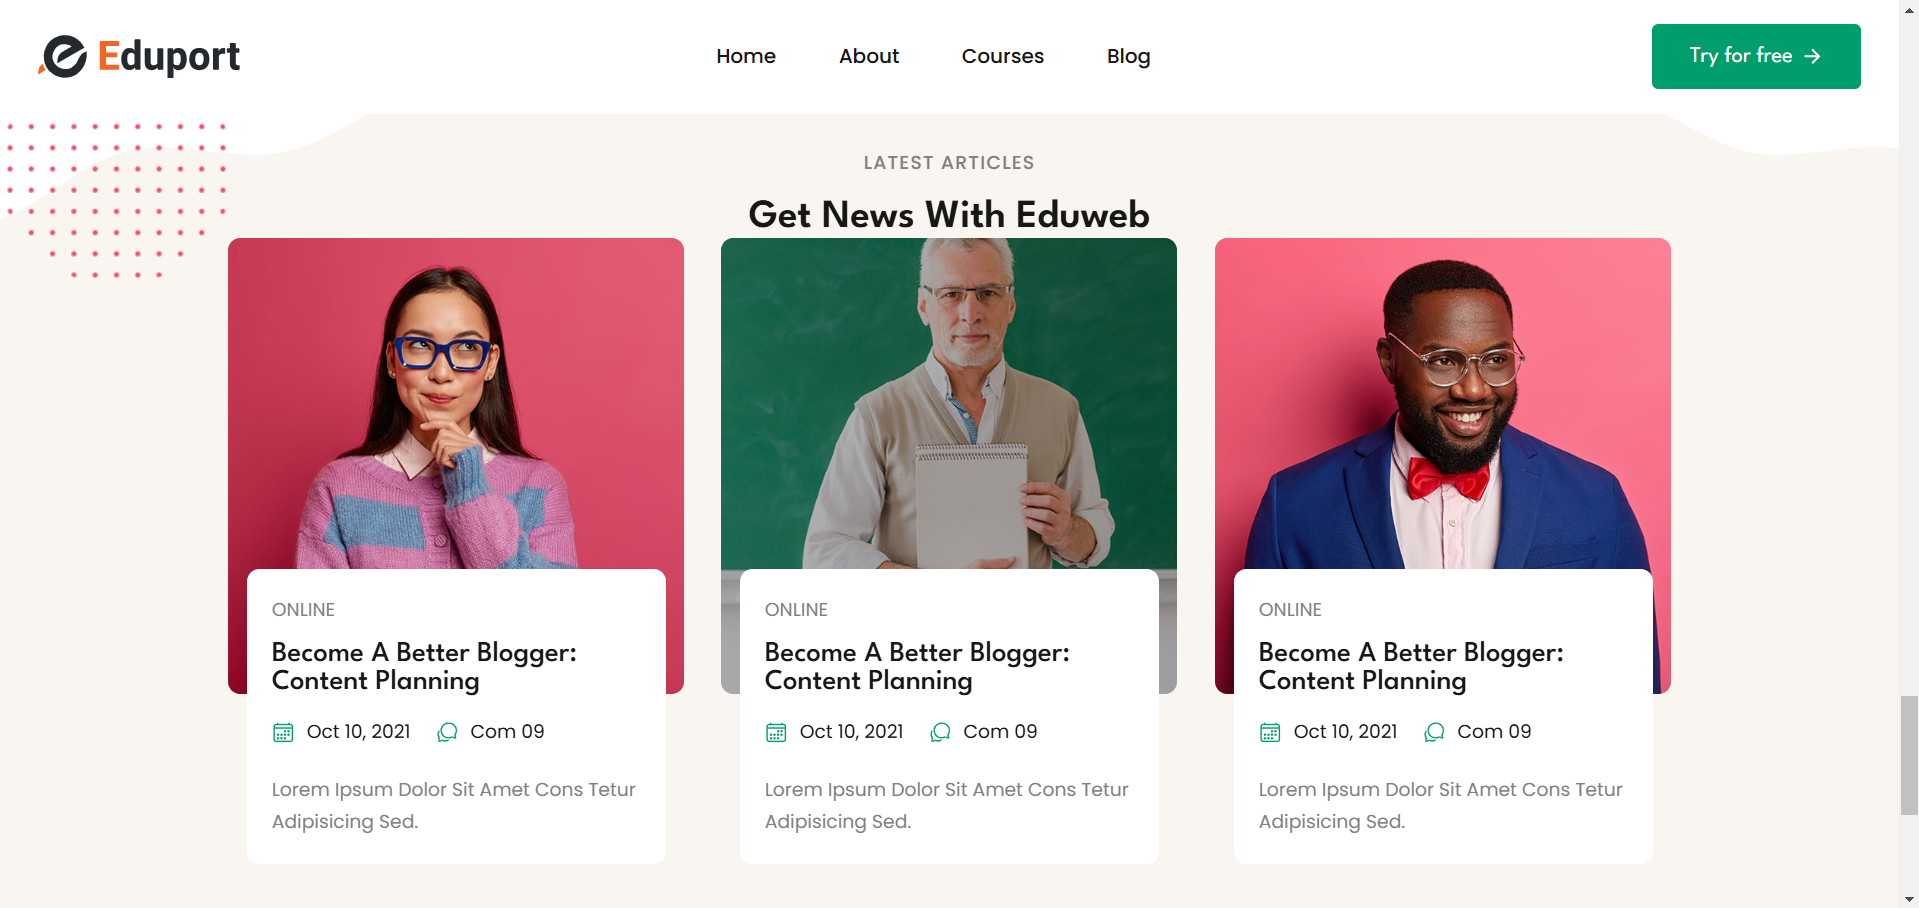 Eduport
Home About Courses Blog
Try for free
LATEST ARTICLES
Get News With Eduweb
ONLINE
Become A Better Blogger:
Content Planning
Oct 10, 2021 Com 09
Lorem Ipsum Dolor Sit Amet Cons Tetur
Adipisicing Sed.
ONLINE
Become A Better Blogger:
Content Planning
Oct 10, 2021 Com 09
Lorem Ipsum Dolor Sit Amet Cons Tetur
Adipisicing Sed.
ONLINE
Become A Better Blogger:
Content Planning
Oct 10, 2021 Com 09
Lorem Ipsum Dolor Sit Amet Cons Tetur
Adipisicing Sed.